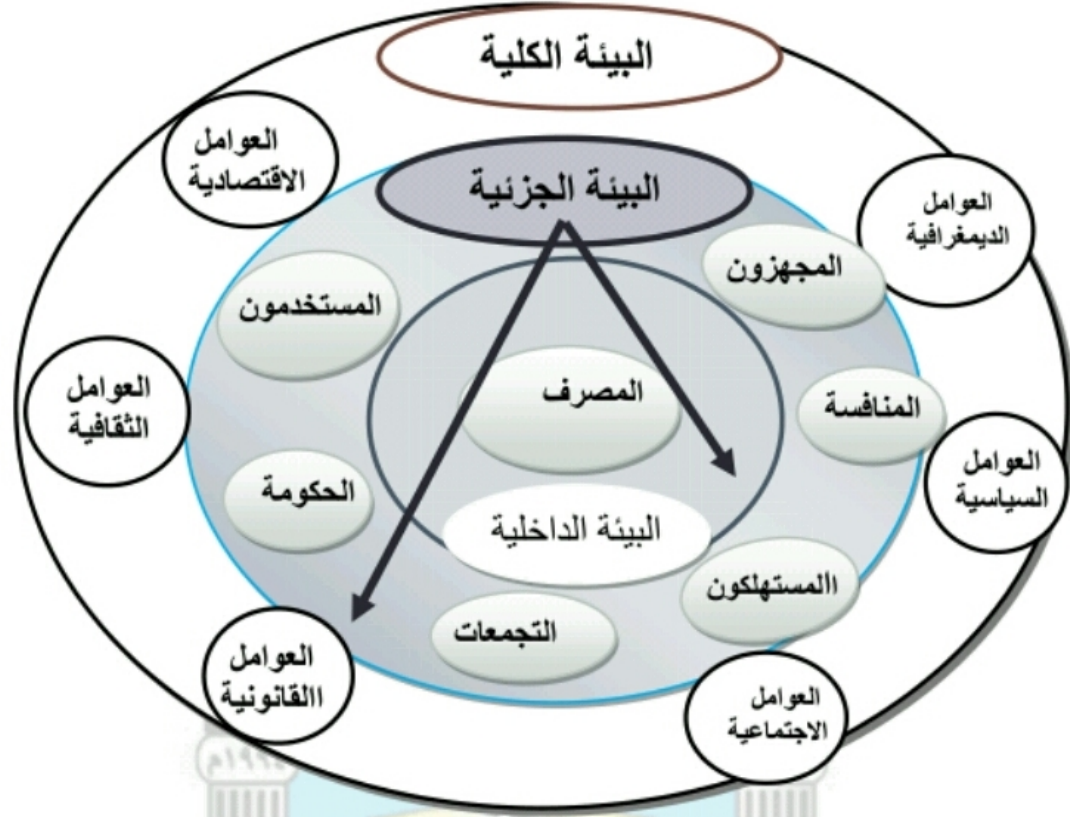 البيئة الكلية
العوامل
الاقتصادية
البيئة الجزئية
العوامل
الديمغرافية
المجهزون
المستخدمون
المصرف
المنافسة
العوامل
الثقافية
العوامل
السياسية
الحكومة
البيئة الداخلية
االمستهلكون
التجمعات
العوامل
االقانونية
العوامل
الاجتماعية